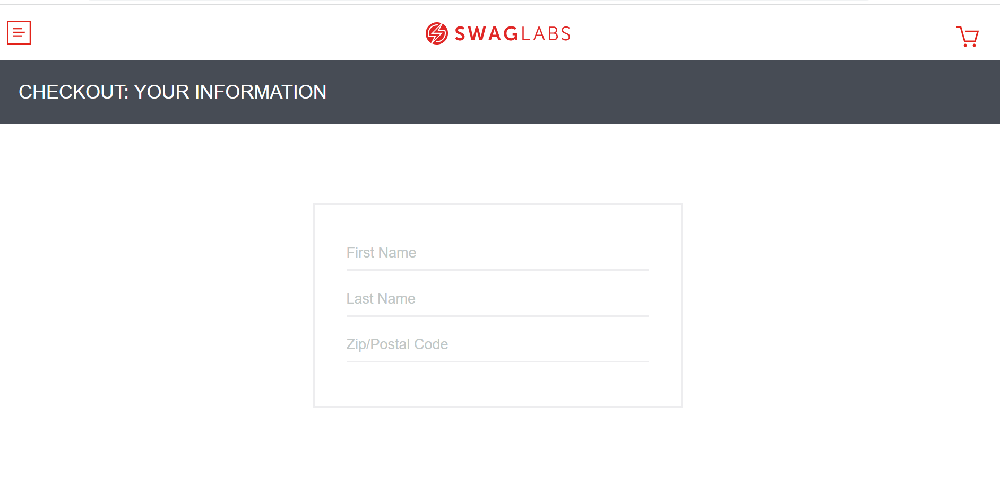 SWAGLABS
CHECKOUT: YOUR INFORMATION
First Name
Last Name
Zip/Postal Code